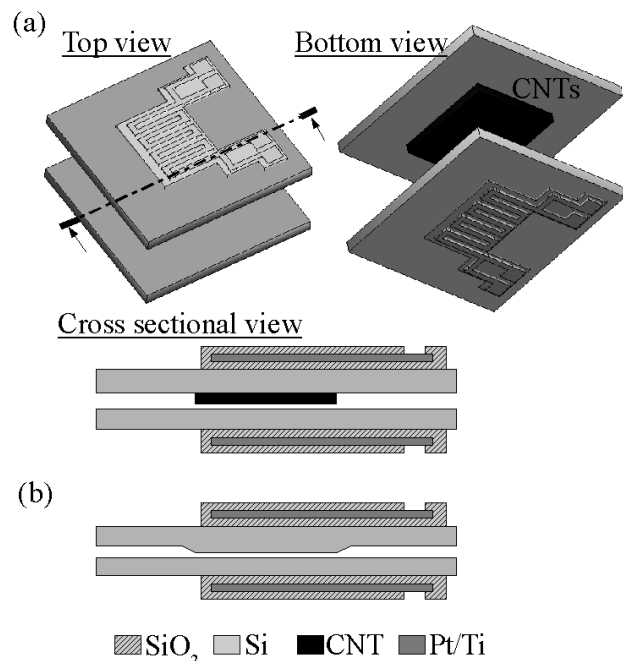 (a)
Top view
Bottom view
CNTs
Cross sectional view
(b)
SiO2 Si CNT Pt/Ti